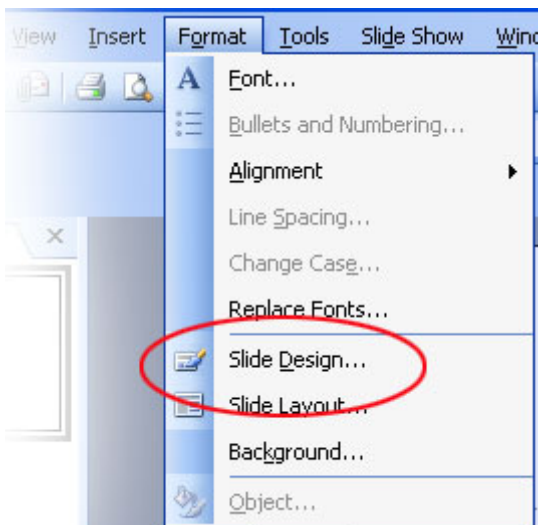 View Insert Format Tools Slide Show
Font...
Bullets and Numbering...
Alignment
Line Spacing...
Change Case...
Replace Fonts...
Slide Design...
Slide Layout...
Background...
Object...